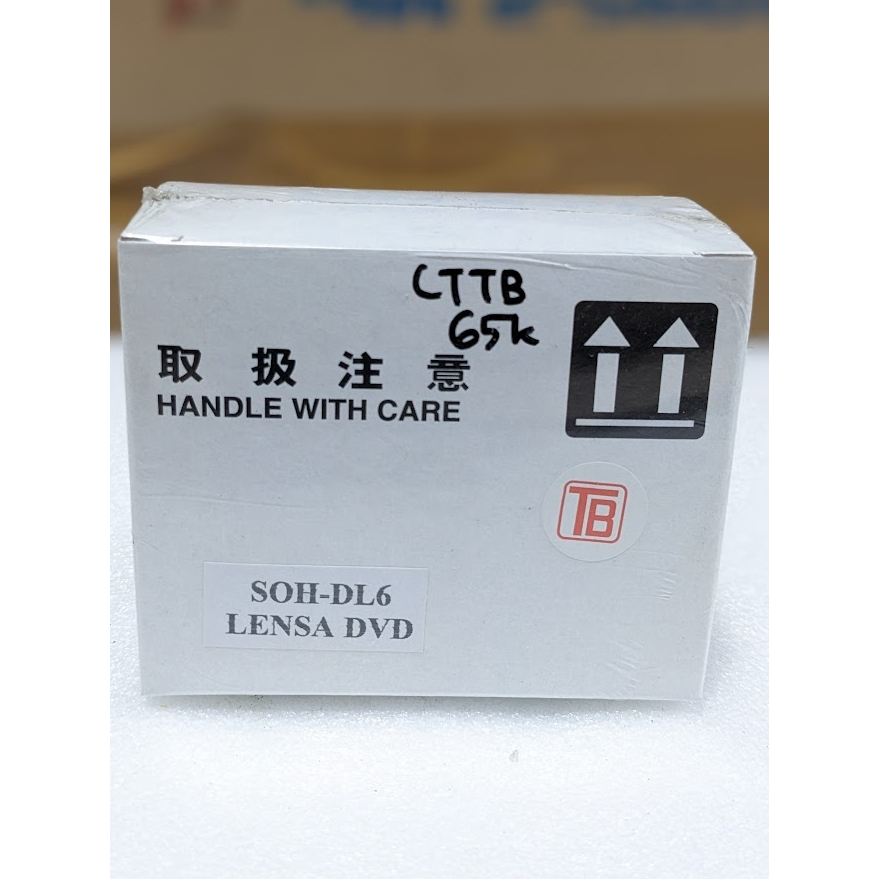 CTTB
65k
取扱注意
HANDLE WITH CARE
TB
SOH-DL6
LENSA DVD